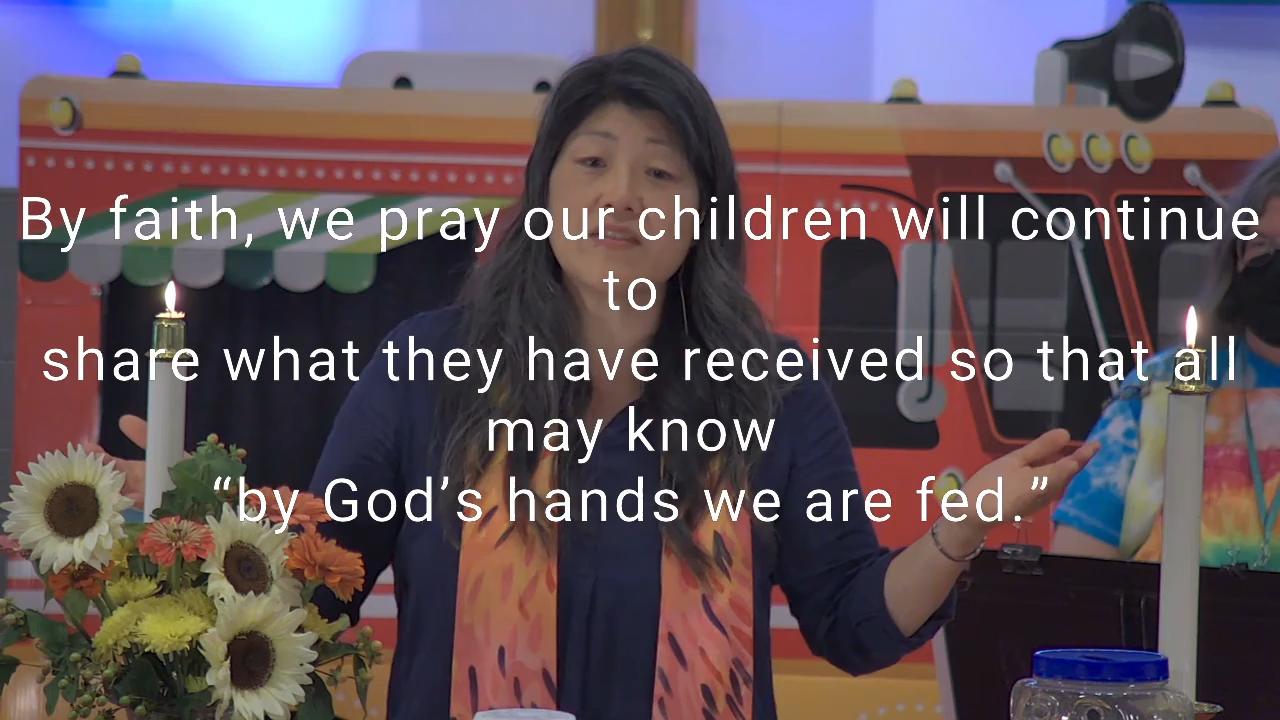 By faith, we pray our children will continue
to
share what they have received so that all
may know
“by God’s hands we are fed.”